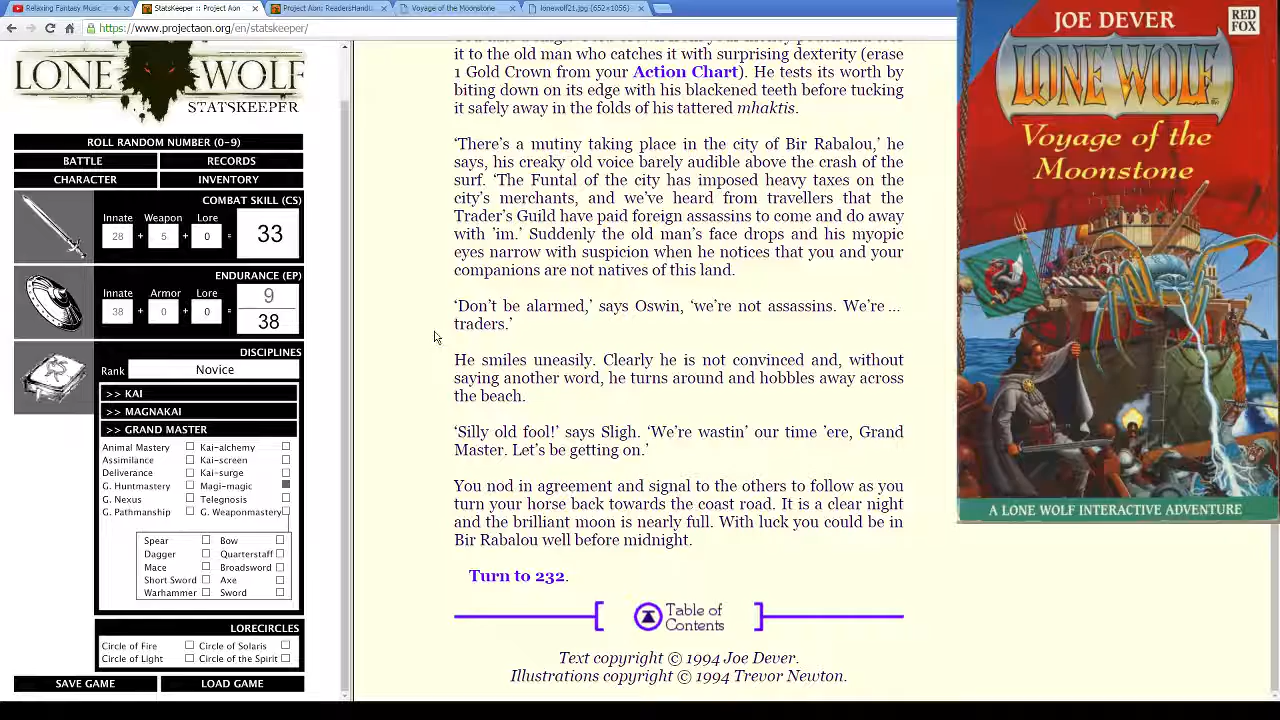 Relaxing Fantasy Music
StatsKeeper :: Project Aon
Project Aon: ReadersHandb
Voyage of the Moonstone
lonewolf21.jpg (652×1056)
https://www.projectaon.org/en/statskeeper/
LONE WOLF
STATSKEEPER
ROLL RANDOM NUMBER (0-9)
BATTLE RECORDS
CHARACTER INVENTORY
COMBAT SKILL (CS)
Innate Weapon Lore
28 + 5 + 0 = 33
ENDURANCE (EP)
Innate Armor Lore
9
38 + 0 + 0 = 38
DISCIPLINES
Rank Novice
>> KAI
>> MAGNAKAI
>> GRAND MASTER
Animal Mastery Kai-alchemy
Assimilance Kai-screen
Deliverance Kai-surge
G. Huntmastery Magi-magic
G. Nexus Telegnosis
G. Pathmanship G. Weaponmastery
Spear Bow
Dagger Quarterstaff
Mace Broadsword
Short Sword Axe
Warhammer Sword
LORECIRCLES
Circle of Fire Circle of Solaris
Circle of Light Circle of the Spirit
SAVE GAME LOAD GAME
it to the old man who catches it with surprising dexterity (erase
1 Gold Crown from your Action Chart). He tests its worth by
biting down on its edge with his blackened teeth before tucking
it safely away in the folds of his tattered mhaktis.
‘There’s a mutiny taking place in the city of Bir Rabalou,’ he
says, his creaky old voice barely audible above the crash of the
surf. ‘The Funtal of the city has imposed heavy taxes on the
city’s merchants, and we’ve heard from travellers that the
Trader’s Guild have paid foreign assassins to come and do away
with ’im.’ Suddenly the old man’s face drops and his myopic
eyes narrow with suspicion when he notices that you and your
companions are not natives of this land.
‘Don’t be alarmed,’ says Oswin, ‘we’re not assassins. We’re …
traders.’
He smiles uneasily. Clearly he is not convinced and, without
saying another word, he turns around and hobbles away across
the beach.
‘Silly old fool!’ says Sligh. ‘We’re wastin’ our time ’ere, Grand
Master. Let’s be getting on.’
You nod in agreement and signal to the others to follow as you
turn your horse back towards the coast road. It is a clear night
and the brilliant moon is nearly full. With luck you could be in
Bir Rabalou well before midnight.
Turn to 232.
Table of
Contents
Text copyright © 1994 Joe Dever.
Illustrations copyright © 1994 Trevor Newton.
JOE DEVER
RED
FOX
LONE WOLF
Voyage of the
Moonstone
A LONE WOLF INTERACTIVE ADVENTURE